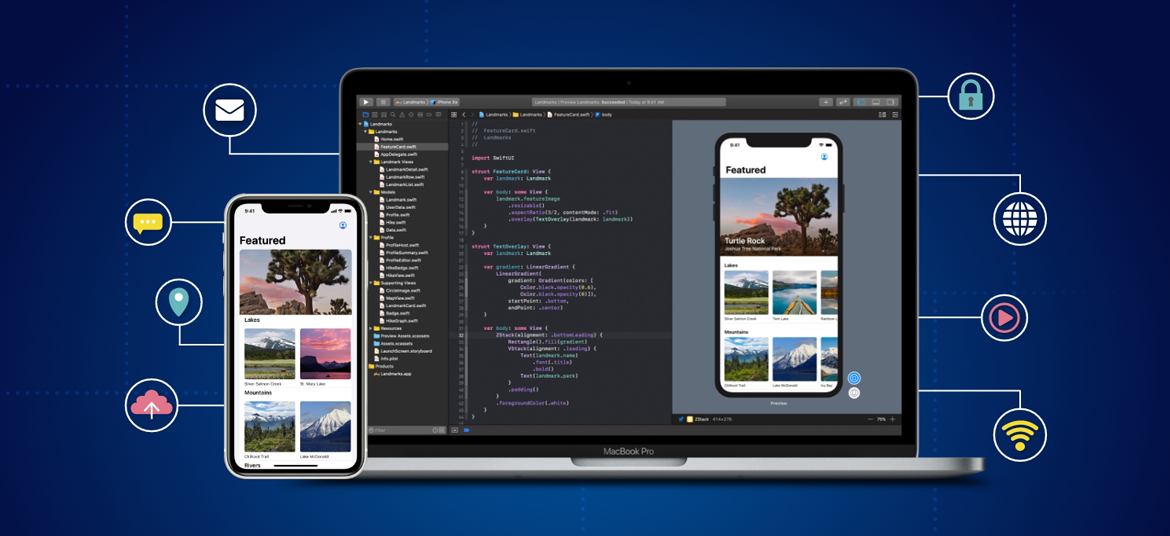 Landmarks
iPhone Xs
Landmarks | Preview Landmarks: Succeeded | Today at 9:41 AM
Landmarks
Landmarks
FeatureCard.swift
body
Landmarks
Landmarks
Home.swift
FeatureCard.swift
AppDelegate.swift
Landmark Views
LandmarkDetail.swift
LandmarkRow.swift
LandmarkList.swift
Models
Landmark.swift
UserData.swift
Profile.swift
Hike.swift
Data.swift
Profile
ProfileHost.swift
ProfileSummary.swift
ProfileEditor.swift
HikeBadge.swift
HikeView.swift
Supporting Views
CircleImage.swift
MapView.swift
LandmarkCard.swift
Badge.swift
HikeGraph.swift
Resources
Preview Assets.xcassets
Assets.xcassets
LaunchScreen.storyboard
Info.plist
Products
Landmarks.app
Filter
//
// FeatureCard.swift
// Landmarks
//
import SwiftUI
struct FeatureCard: View {
var landmark: Landmark
var body: some View {
landmark.featureImage
.resizable()
.aspectRatio(3/2, contentMode: .fit)
.overlay(TextOverlay(landmark: landmark))
}
}
struct TextOverlay: View {
var landmark: Landmark
var gradient: LinearGradient {
LinearGradient(
gradient: Gradient(colors: [
Color.black.opacity(0.6),
Color.black.opacity(0)]),
startPoint: .bottom,
endPoint: .center)
}
var body: some View {
ZStack(alignment: .bottomLeading) {
Rectangle().fill(gradient)
VStack(alignment: .leading) {
Text(landmark.name)
.font(.title)
.bold()
Text(landmark.park)
}
.padding()
}
.foregroundColor(.white)
}
}
9:41
Featured
Turtle Rock
Joshua Tree National Park
Lakes
Silver Salmon Creek
Twin Lake
Rainbow L
Mountains
Chilkoot Trail
Lake McDonald
Icy Bay
Preview
ZStack 414×276
75%
MacBook Pro
9:41
Featured
Lakes
Silver Salmon Creek
St. Mary Lake
Mountains
Chilkoot Trail
Lake McDonald
Rivers